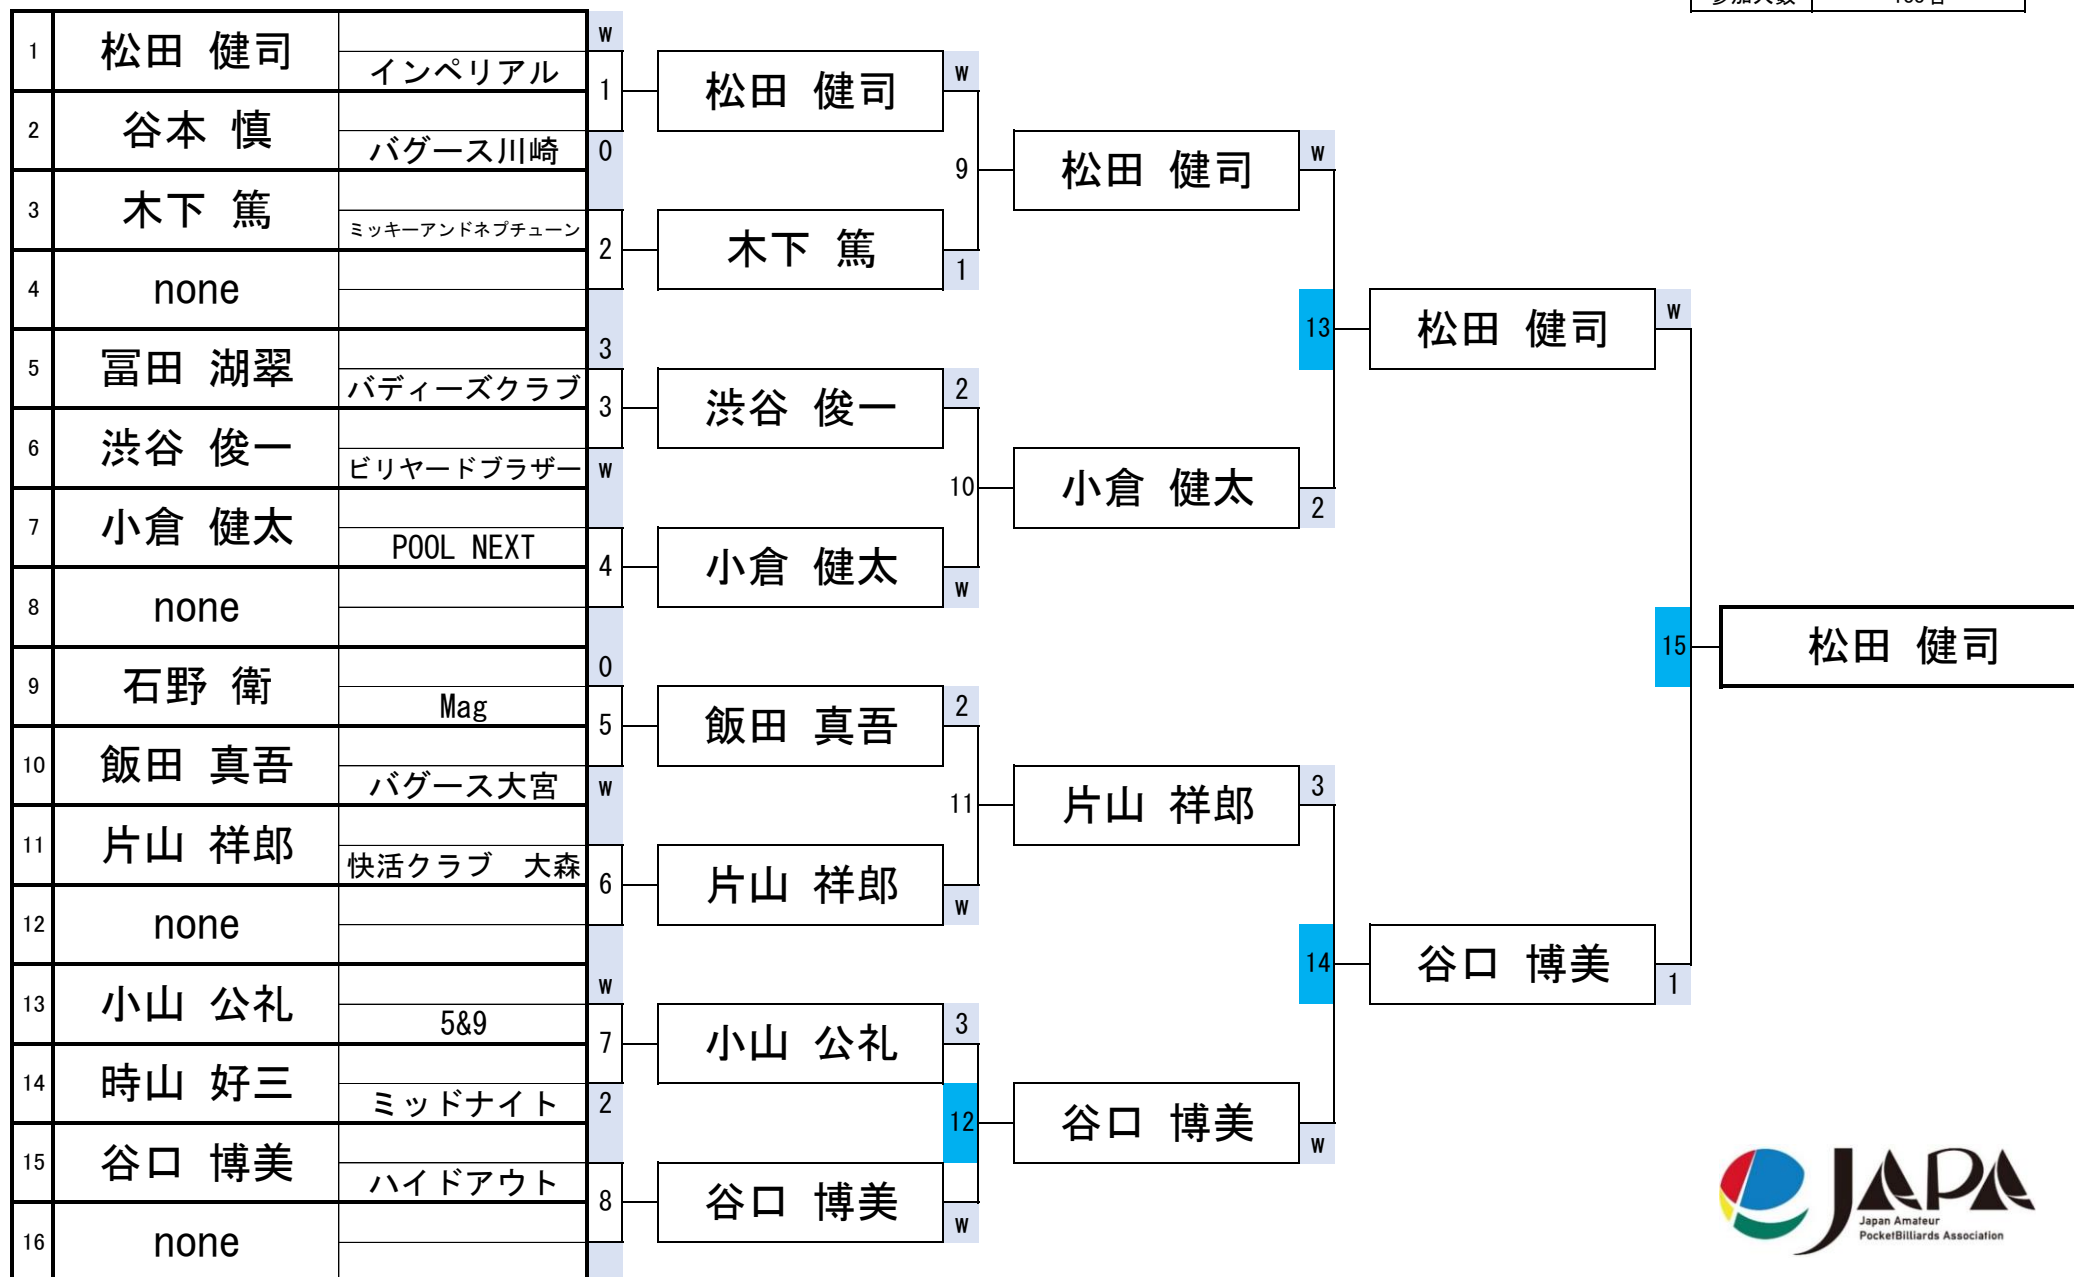 1 松田 健司 インペリアル
2 谷本 慎 バグース川崎
3 木下 篤 ミッキーアンドネプチューン
4 none
5 冨田 湖翠 バディーズクラブ
6 渋谷 俊一 ビリヤードブラザー
7 小倉 健太 POOL NEXT
8 none
9 石野 衛 Mag
10 飯田 真吾 バグース大宮
11 片山 祥郎 快活クラブ 大森
12 none
13 小山 公礼 5&9
14 時山 好三 ミッドナイト
15 谷口 博美 ハイドアウト
16 none
W
1
0
2
3
3
W
4
0
5
W
6
W
7
2
8
松田 健司 W
9
木下 篤 1
渋谷 俊一 2
10
小倉 健太 W
飯田 真吾 2
11
片山 祥郎 W
小山 公礼 3
12
谷口 博美 W
松田 健司 W
13
小倉 健太 2
片山 祥郎 3
14
谷口 博美 W
松田 健司 W
15
谷口 博美 1
松田 健司
JAPA
Japan Amateur
PocketBilliards Association